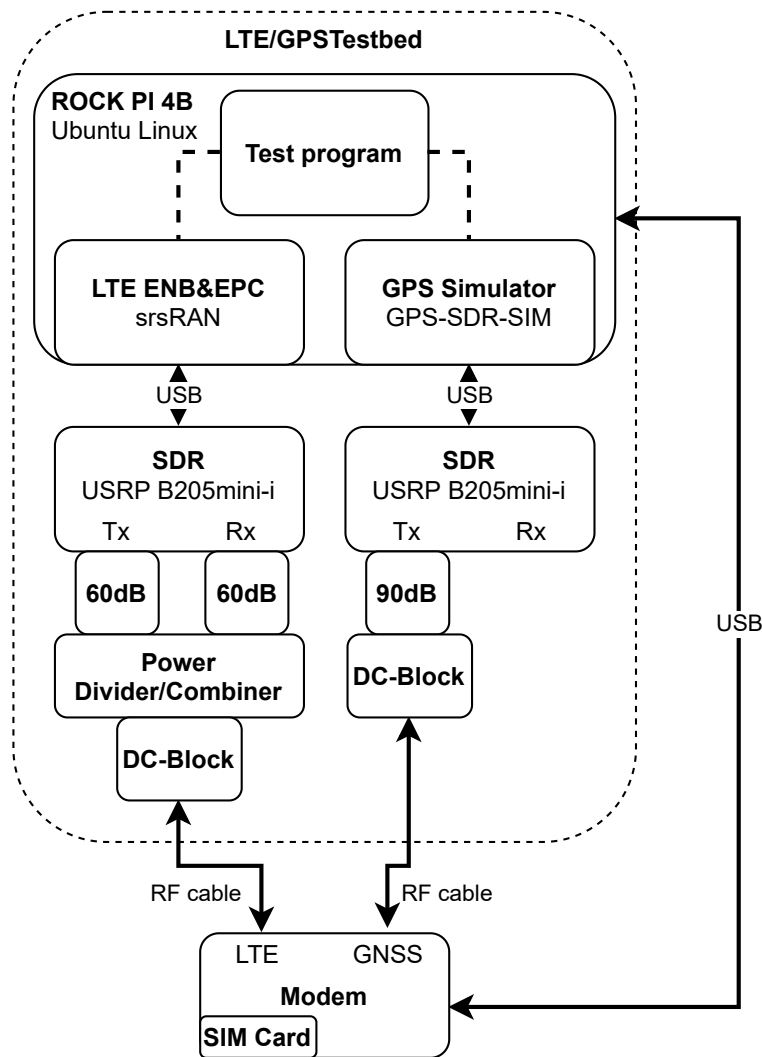 LTE/GPSTestbed
ROCK PI 4B
Ubuntu Linux
Test program
LTE ENB&EPC
srsRAN
GPS Simulator
GPS-SDR-SIM
USB
USB
SDR
USRP B205mini-i
Tx
Rx
SDR
USRP B205mini-i
Tx
Rx
60dB
60dB
90dB
USB
Power
Divider/Combiner
DC-Block
DC-Block
RF cable
RF cable
LTE
GNSS
Modem
SIM Card